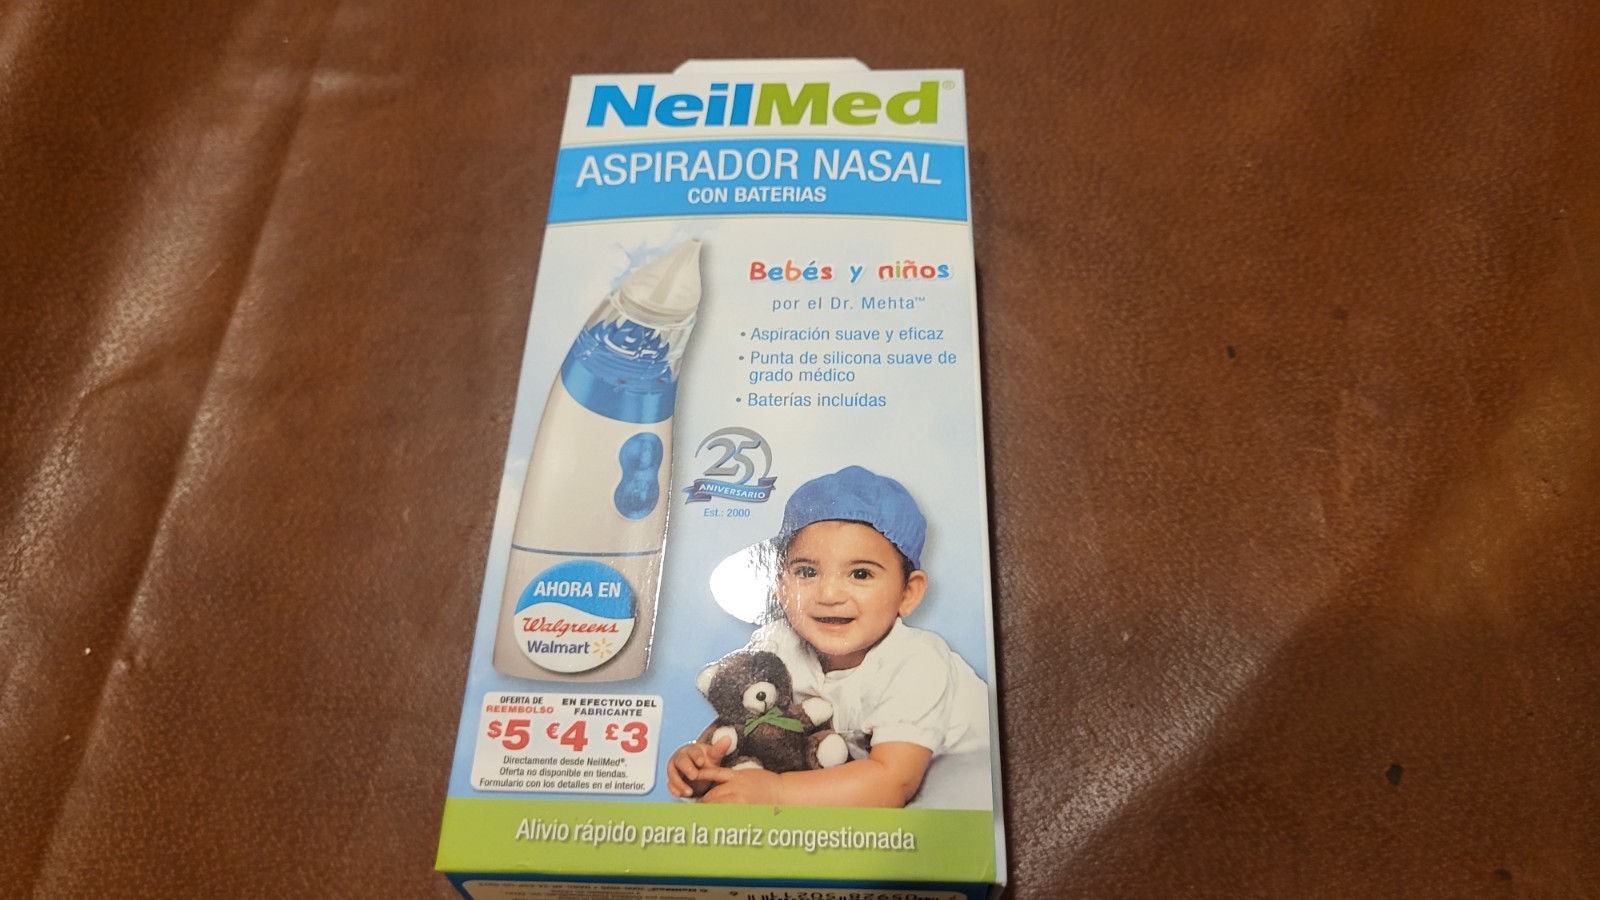 NeilMed®
ASPIRADOR NASAL
CON BATERIAS
Bebés y niños
por el Dr. Mehta™
• Aspiración suave y eficaz
• Punta de silicona suave de
grado médico
• Baterías incluídas
25
ANIVERSARIO
Est.: 2000
AHORA EN
Walgreens
Walmart
OFERTA DE REEMBOLSO EN EFECTIVO DEL FABRICANTE
$5 €4 £3
Directamente desde NeilMed®.
Oferta no disponible en tiendas.
Formulario con los detalles en el interior.
Alivio rápido para la nariz congestionada